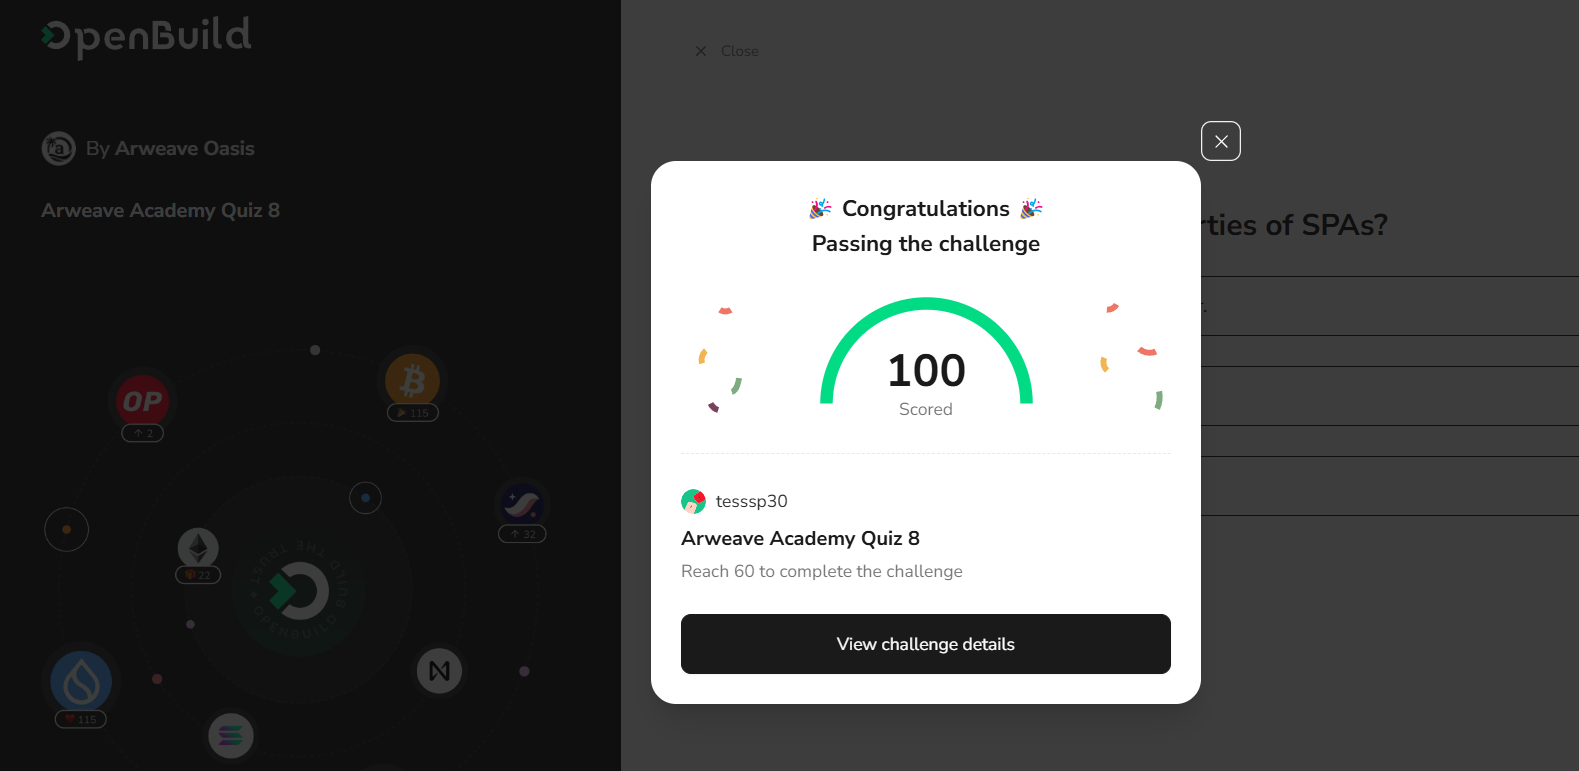 OpenBuild
By Arweave Oasis
Arweave Academy Quiz 8
OP
↑ 2
115
↑ 32
22
BUILD THE TRUST
OPENBUILD
115
Close
rties of SPAs?
r.
🎉 Congratulations 🎉
Passing the challenge
100
Scored
tesssp30
Arweave Academy Quiz 8
Reach 60 to complete the challenge
View challenge details